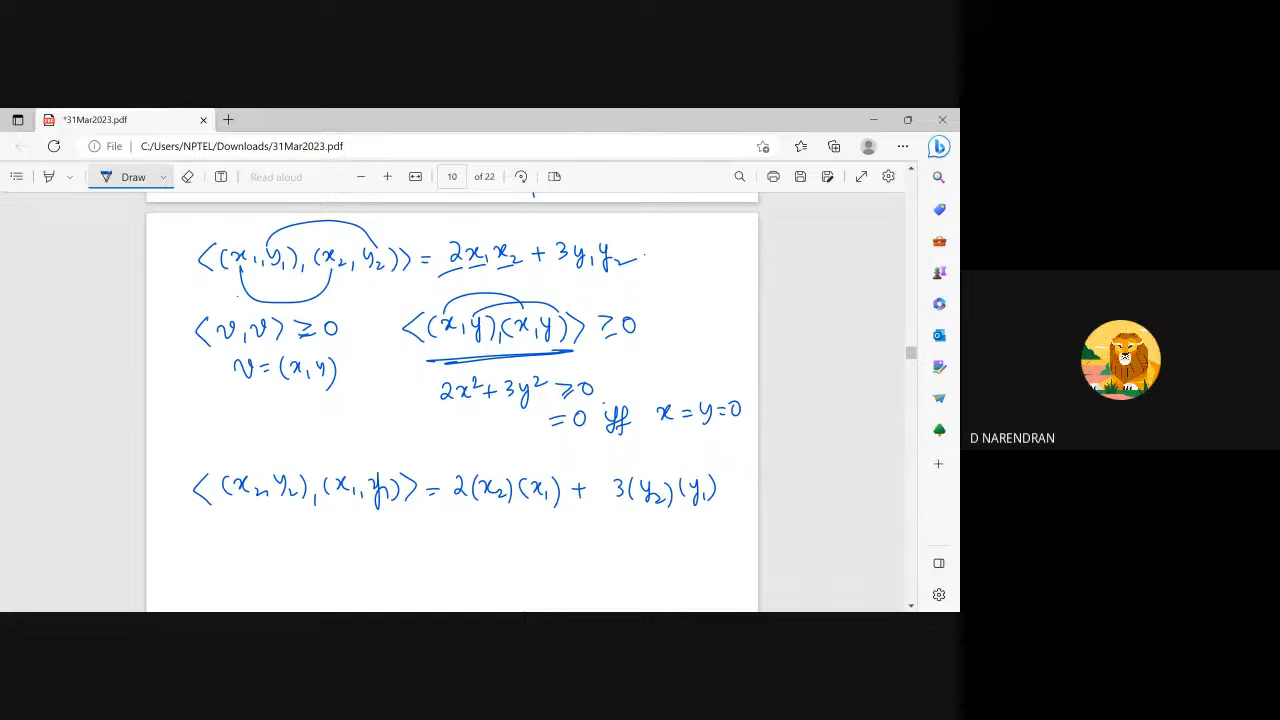 *31Mar2023.pdf
File C:/Users/NPTEL/Downloads/31Mar2023.pdf
Draw Read aloud 10 of 22
⟨(x₁, y₁), (x₂, y₂)⟩ = 2x₁x₂ + 3y₁y₂
⟨v, v⟩ ≥ 0 ⟨(x, y), (x, y)⟩ ≥ 0
v = (x, y)
2x² + 3y² ≥ 0
= 0 iff x = y = 0
⟨(x₂, y₂), (x₁, y₁)⟩ = 2(x₂)(x₁) + 3(y₂)(y₁)
D NARENDRAN